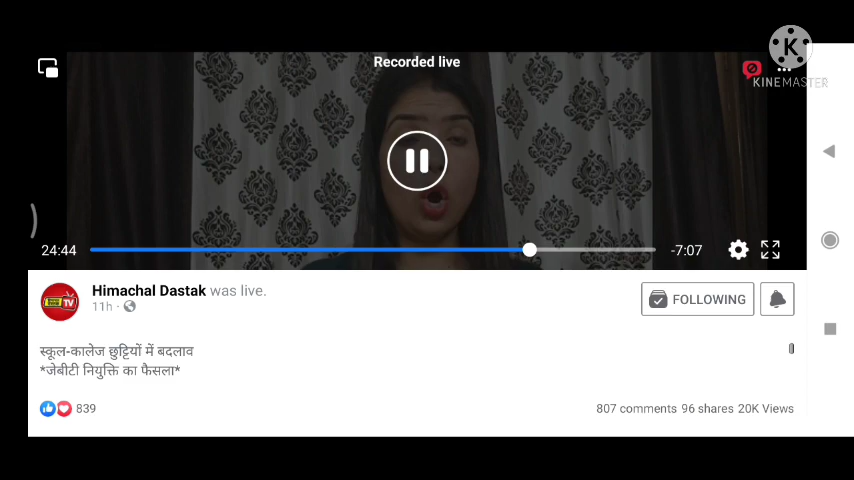 Recorded live
KINEMASTER
24:44
-7:07
Himachal Dastak was live.
11h ·
FOLLOWING
स्कूल-कालेज छुट्टियों में बदलाव
*जेबीटी नियुक्ति का फैसला*
839
807 comments 96 shares 20K Views